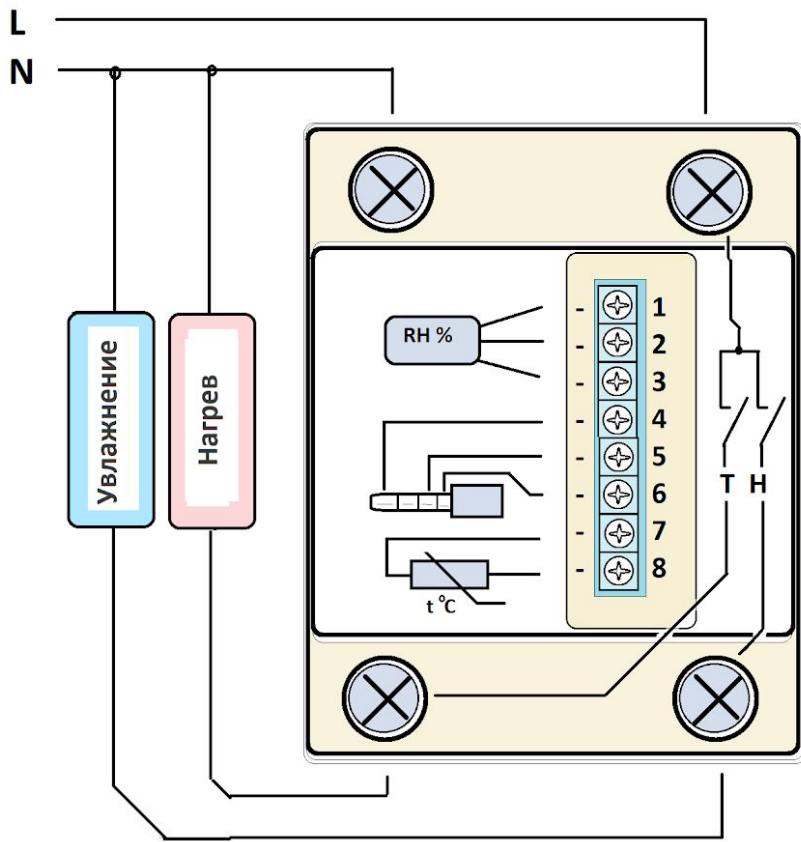 L
N
Увлажнение
Нагрев
RH %
- 1
- 2
- 3
- 4
- 5
- 6
- 7
- 8
t °C
T H